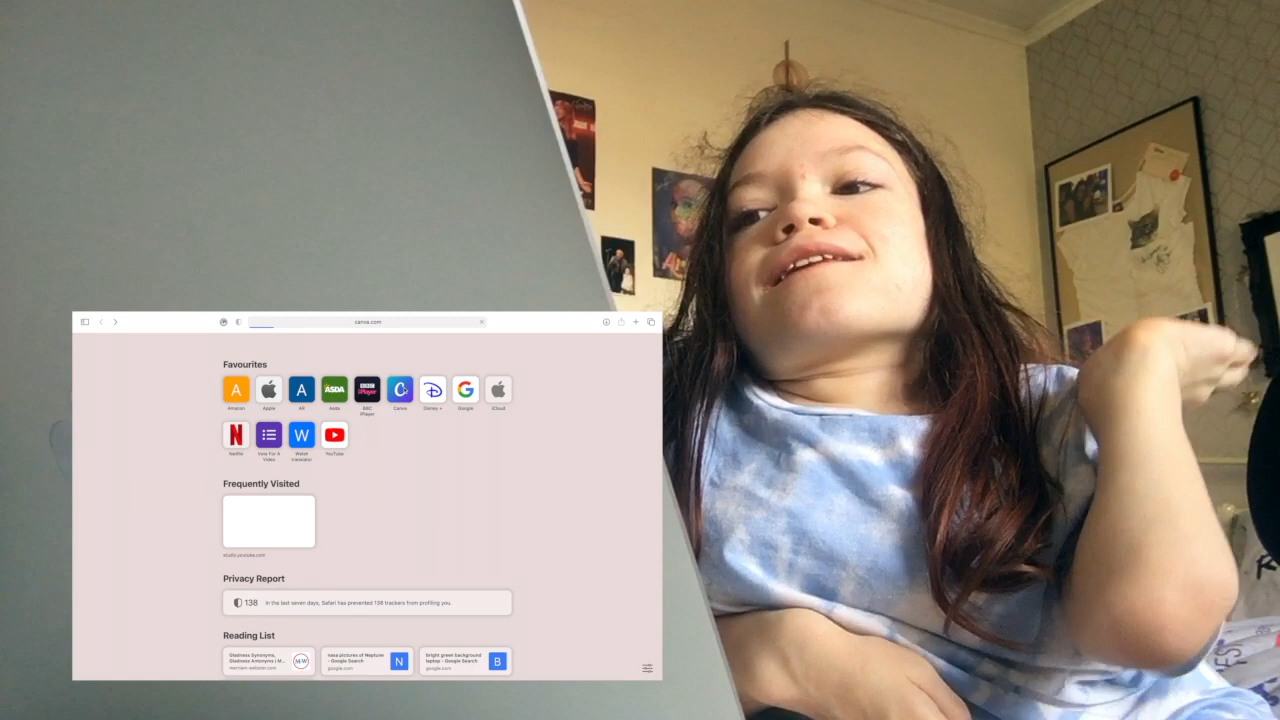 canva.com
Favourites
A
A
ASDA
BBC
iPlayer
G
Amazon
Apple
AR
Asda
BBC iPlayer
Canva
Disney +
Google
iCloud
N
W
Netflix
Vote For A Video
Welsh translator
YouTube
Frequently Visited
studio.youtube.com
Privacy Report
138
In the last seven days, Safari has prevented 138 trackers from profiling you.
Reading List
Gladness Synonyms,
Gladness Antonyms | M...
merriam-webster.com
M-W
nasa pictures of Neptune
- Google Search
google.com
N
bright green background
laptop - Google Search
google.com
B